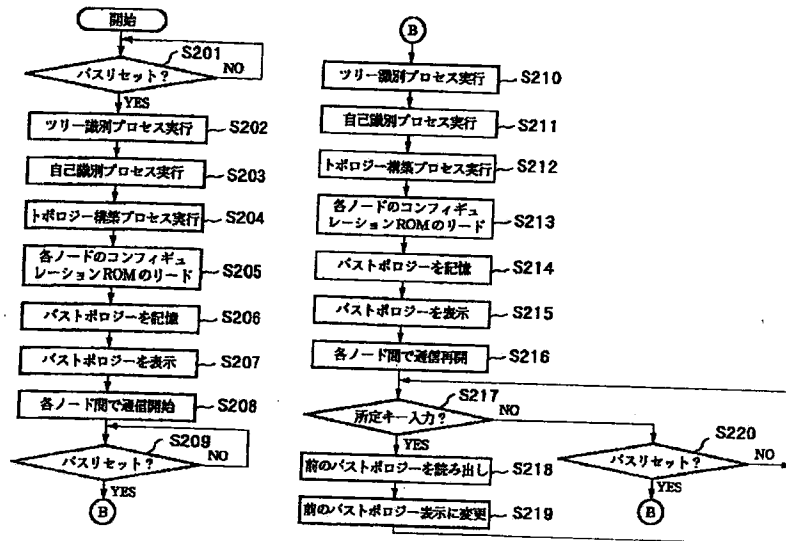 開始
バスリセット?
S201
NO
YES
ツリー識別プロセス実行
S202
自己識別プロセス実行
S203
トポロジー構築プロセス実行
S204
各ノードのコンフィギュ
レーションROMのリード
S205
バストポロジーを記憶
S206
バストポロジーを表示
S207
各ノード間で通信開始
S208
バスリセット?
S209
NO
YES
B
B
ツリー識別プロセス実行
S210
自己識別プロセス実行
S211
トポロジー構築プロセス実行
S212
各ノードのコンフィギュ
レーションROMのリード
S213
バストポロジーを記憶
S214
バストポロジーを表示
S215
各ノード間で通信再開
S216
所定キー入力?
S217
NO
YES
前のバストポロジーを読み出し
S218
前のバストポロジー表示に変更
S219
バスリセット?
S220
NO
YES
B